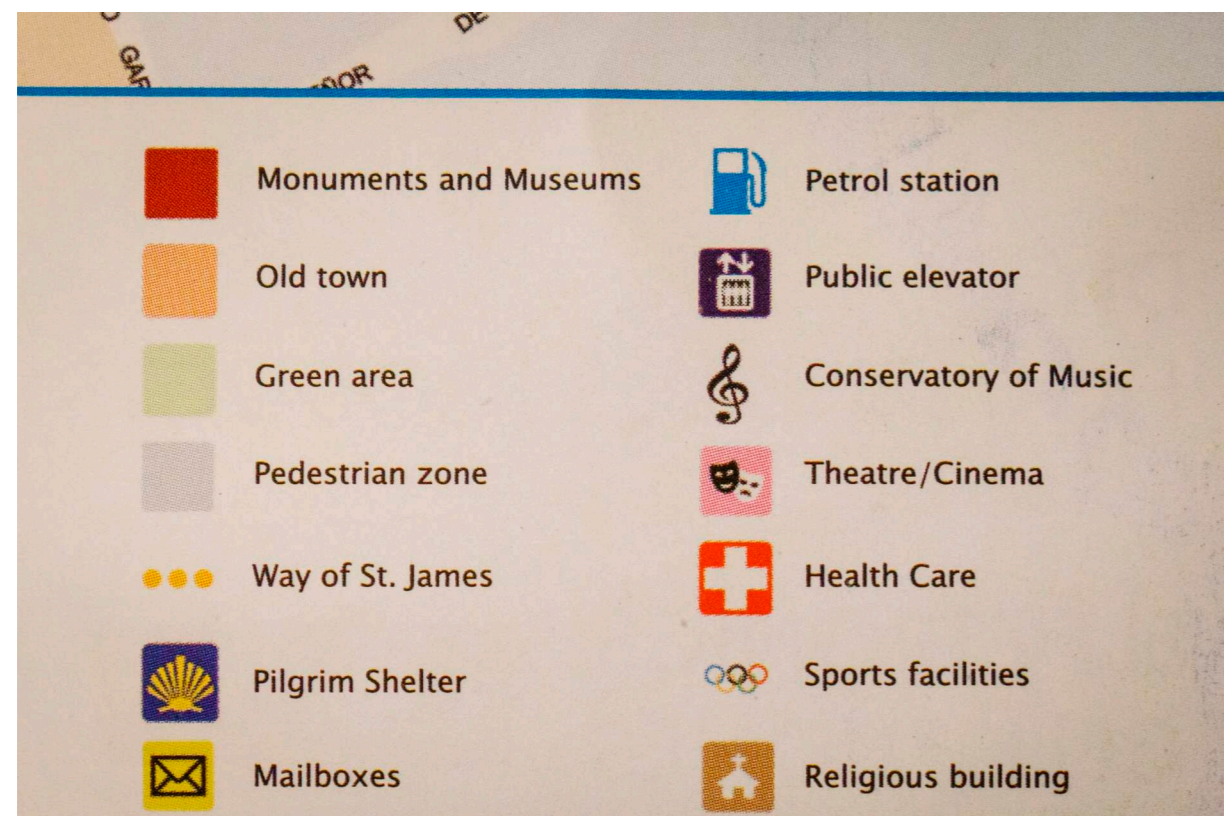 Monuments and Museums
Old town
Green area
Pedestrian zone
Way of St. James
Pilgrim Shelter
Mailboxes
Petrol station
Public elevator
Conservatory of Music
Theatre/Cinema
Health Care
Sports facilities
Religious building